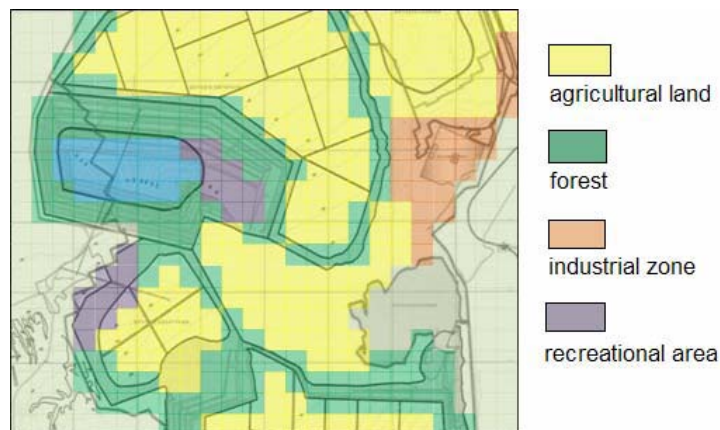 agricultural land
forest
industrial zone
recreational area